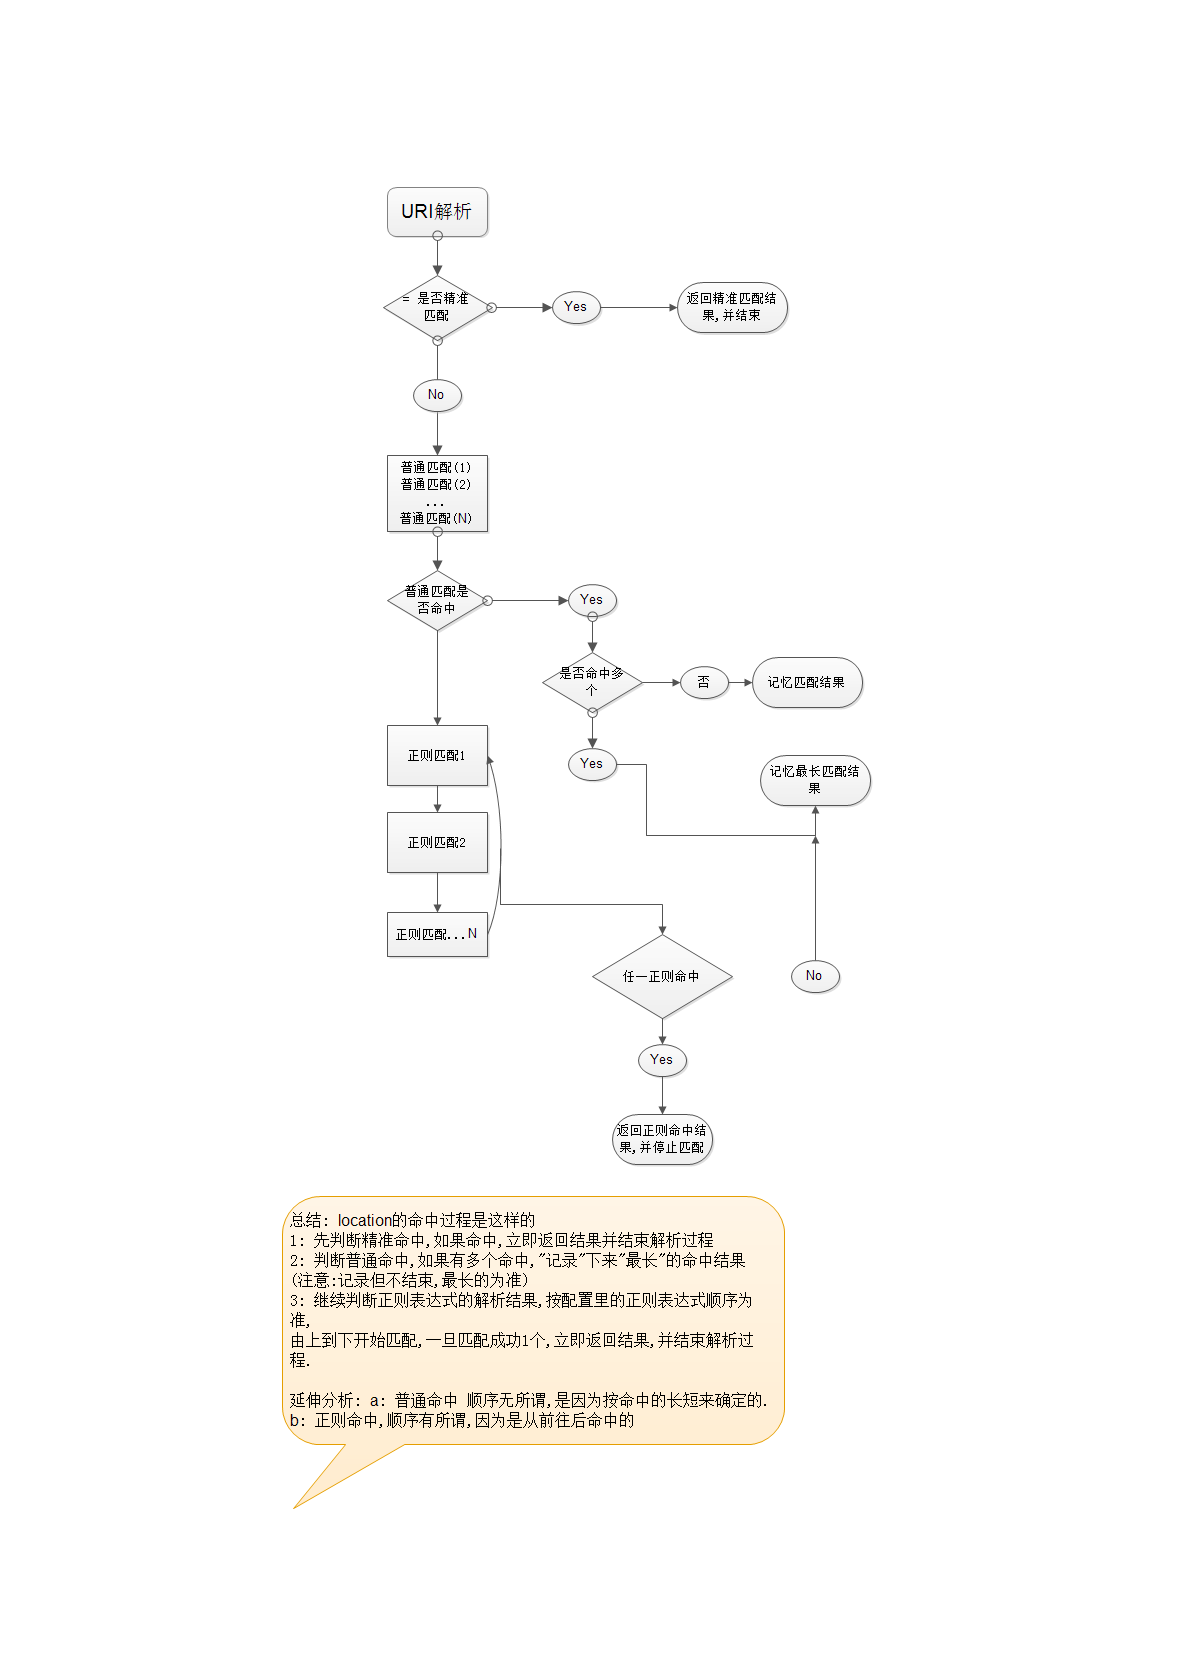 URI解析
= 是否精准
匹配
Yes
返回精准匹配结
果,并结束
No
普通匹配(1)
普通匹配(2)
...
普通匹配(N)
普通匹配是
否命中
Yes
是否命中多
个
否
记忆匹配结果
正则匹配1
Yes
记忆最长匹配结
果
正则匹配2
正则匹配...N
任一正则命中
No
Yes
返回正则命中结
果,并停止匹配
总结: location的命中过程是这样的
1: 先判断精准命中,如果命中,立即返回结果并结束解析过程
2: 判断普通命中,如果有多个命中,"记录"下来"最长"的命中结果
(注意:记录但不结束,最长的为准)
3: 继续判断正则表达式的解析结果,按配置里的正则表达式顺序为
准,
由上到下开始匹配,一旦匹配成功1个,立即返回结果,并结束解析过
程.
延伸分析: a: 普通命中 顺序无所谓,是因为按命中的长短来确定的.
b: 正则命中,顺序有所谓,因为是从前往后命中的